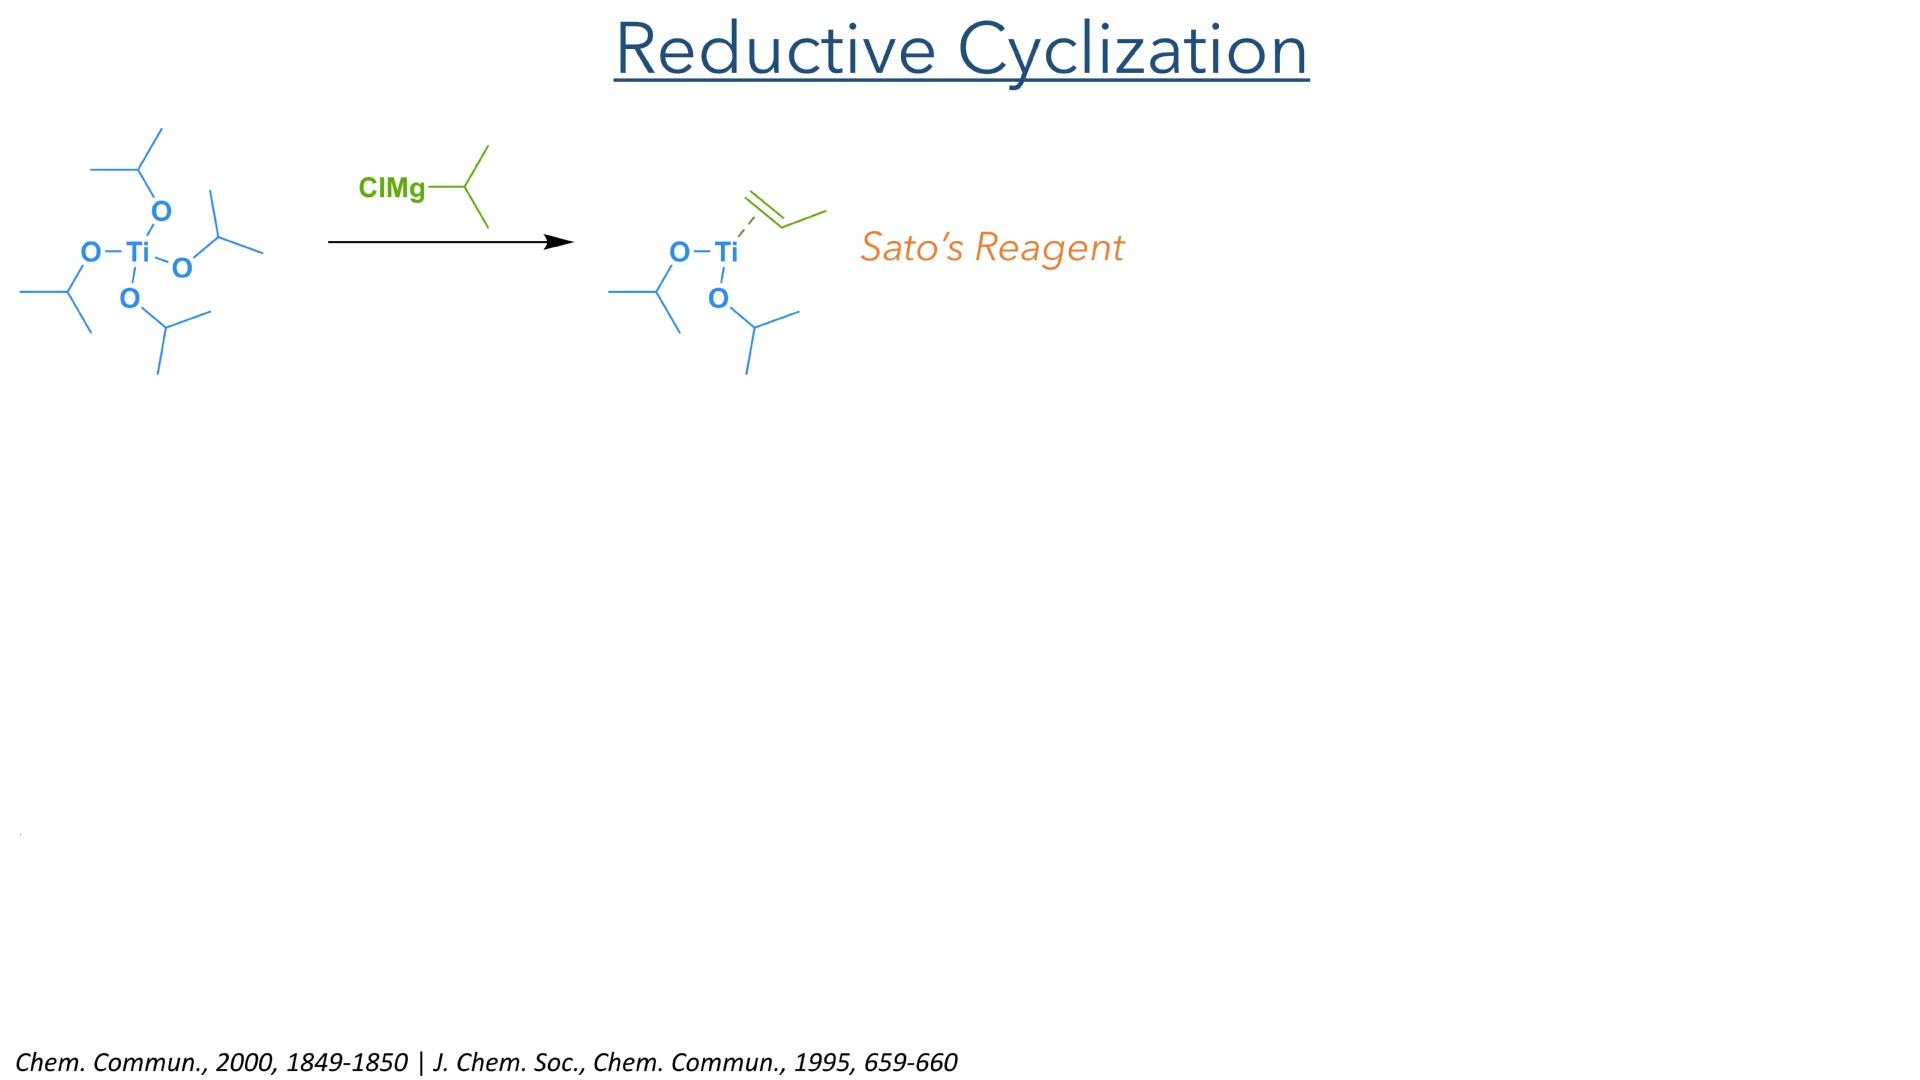 Reductive Cyclization
O
ClMg
O
O Ti O
O
O Ti
O
Sato's Reagent
Chem. Commun., 2000, 1849-1850 | J. Chem. Soc., Chem. Commun., 1995, 659-660